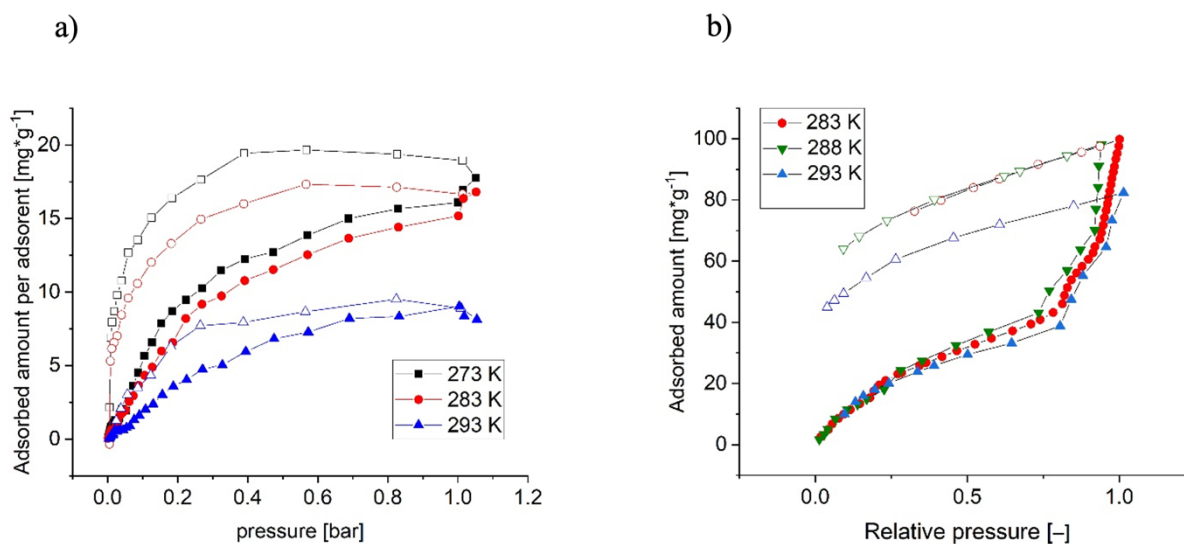 a)
Adsorbed amount per adsorent [mg*g-1]
20
15
10
5
0
273 K
283 K
293 K
0.0 0.2 0.4 0.6 0.8 1.0 1.2
pressure [bar]
b)
Adsorbed amount [mg*g-1]
283 K
288 K
293 K
100
80
60
40
20
0
0.0 0.5 1.0
Relative pressure [–]